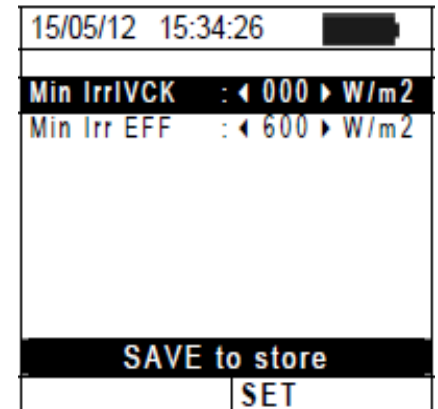 15/05/12 15:34:26
Min IrrIVCK : ◀ 000 ▶ W/m2
Min Irr EFF : ◀ 600 ▶ W/m2
SAVE to store
SET